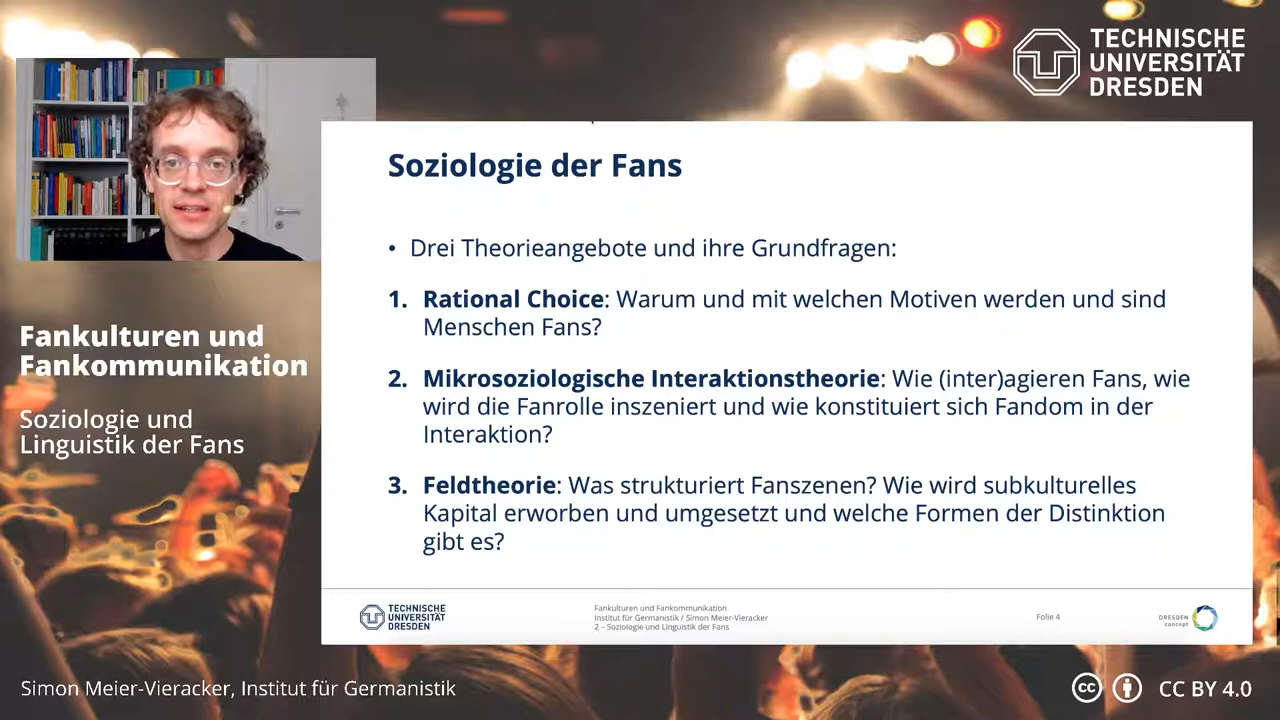 TECHNISCHE
UNIVERSITÄT
DRESDEN
Soziologie der Fans
• Drei Theorieangebote und ihre Grundfragen:
1. Rational Choice: Warum und mit welchen Motiven werden und sind
Menschen Fans?
2. Mikrosoziologische Interaktionstheorie: Wie (inter)agieren Fans, wie
wird die Fanrolle inszeniert und wie konstituiert sich Fandom in der
Interaktion?
3. Feldtheorie: Was strukturiert Fanszenen? Wie wird subkulturelles
Kapital erworben und umgesetzt und welche Formen der Distinktion
gibt es?
Fankulturen und
Fankommunikation
Soziologie und
Linguistik der Fans
TECHNISCHE
UNIVERSITÄT
DRESDEN
Fankulturen und Fankommunikation
Institut für Germanistik / Simon Meier-Vieracker
2 – Soziologie und Linguistik der Fans
Folie 4
DRESDEN
concept
Simon Meier-Vieracker, Institut für Germanistik
cc CC BY 4.0